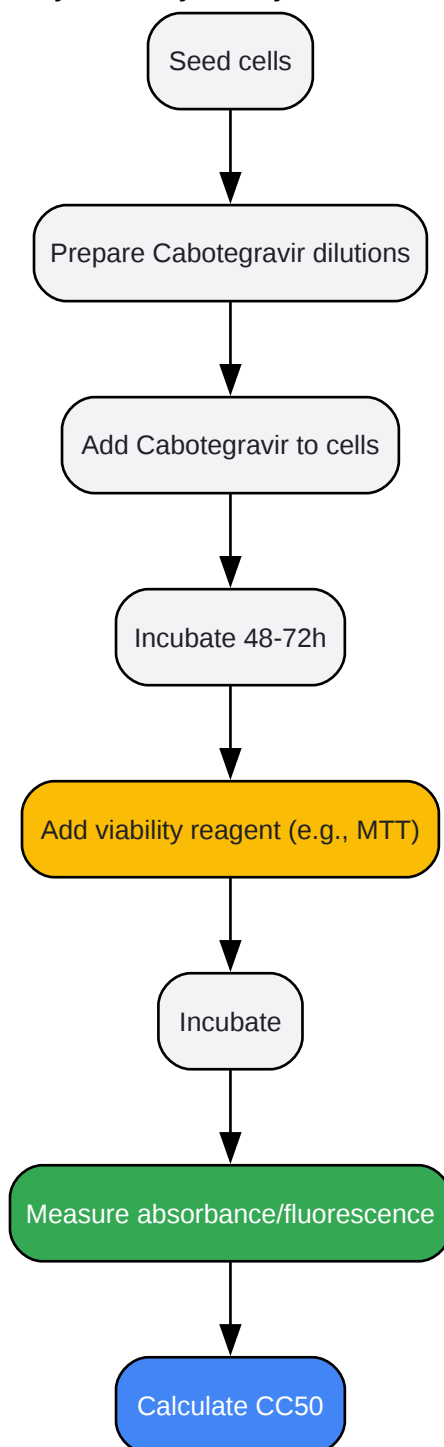 Seed cells
Prepare Cabotegravir dilutions
Add Cabotegravir to cells
Incubate 48-72h
Add viability reagent (e.g., MTT)
Incubate
Measure absorbance/fluorescence
Calculate CC50